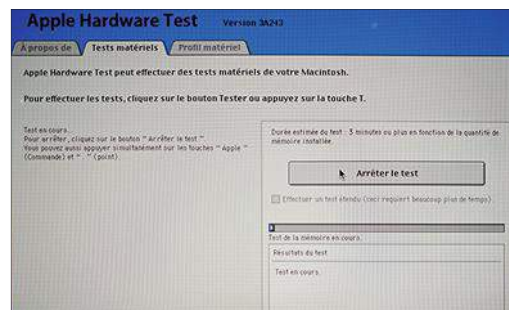 Apple Hardware Test Version 3A243
À propos de Tests matériels Profil matériel
Apple Hardware Test peut effectuer des tests matériels de votre Macintosh.
Pour effectuer les tests, cliquez sur le bouton Tester ou appuyez sur la touche T.
Test en cours...
Pour arrêter, cliquez sur le bouton " Arrêter le test "
Vous pouvez aussi appuyer simultanément sur les touches " Apple "
(Commande) et " . " (point).
Durée estimée du test : 3 minutes ou plus en fonction de la quantité de
mémoire installée.
Arrêter le test
Effectuer un test étendu (ceci requiert beaucoup plus de temps)
Test de la mémoire en cours.
Résultats du test
Test en cours.